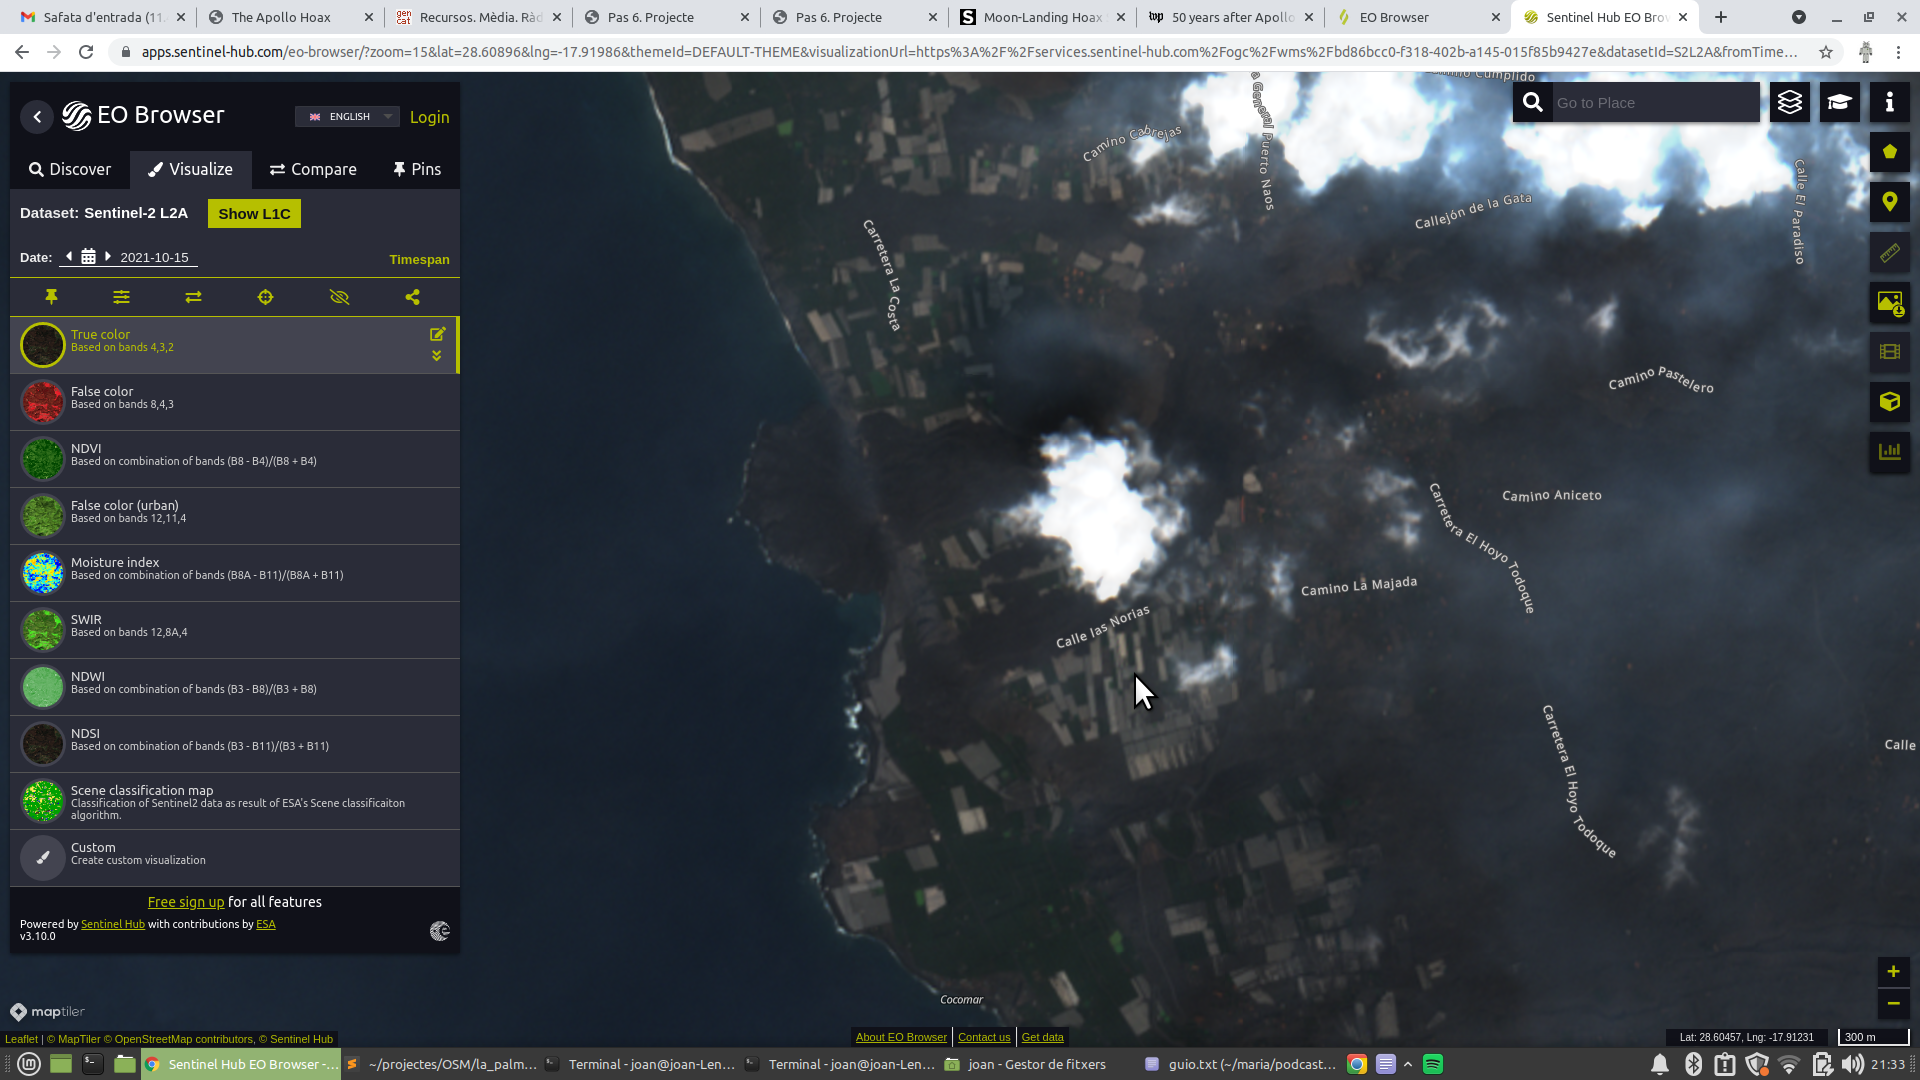 Safata d'entrada (11.
The Apollo Hoax
gen
cat
Recursos. Mèdia. Ràd
Pas 6. Projecte
Pas 6. Projecte
Moon-Landing Hoax
50 years after Apollo
EO Browser
Sentinel Hub EO Brow
apps.sentinel-hub.com/eo-browser/?zoom=15&lat=28.60896&lng=-17.91986&themeId=DEFAULT-THEME&visualizationUrl=https%3A%2F%2Fservices.sentinel-hub.com%2Fogc%2Fwms%2Fbd86bcc0-f318-402b-a145-015f85b9427e&datasetId=S2L2A&fromTime...
EO Browser
ENGLISH
Login
Discover
Visualize
Compare
Pins
Dataset: Sentinel-2 L2A
Show L1C
Date:
2021-10-15
Timespan
True color
Based on bands 4,3,2
False color
Based on bands 8,4,3
NDVI
Based on combination of bands (B8 - B4)/(B8 + B4)
False color (urban)
Based on bands 12,11,4
Moisture index
Based on combination of bands (B8A - B11)/(B8A + B11)
SWIR
Based on bands 12,8A,4
NDWI
Based on combination of bands (B3 - B8)/(B3 + B8)
NDSI
Based on combination of bands (B3 - B11)/(B3 + B11)
Scene classification map
Classification of Sentinel2 data as result of ESA's Scene classificaiton
algorithm.
Custom
Create custom visualization
Free sign up for all features
Powered by Sentinel Hub with contributions by ESA
v3.10.0
maptiler
Leaflet | © MapTiler © OpenStreetMap contributors, © Sentinel Hub
Go to Place
Camino Cumplido
Camino Cabrejas
General Puerto Naos
Calle El Paradiso
Callejón de la Gata
Carretera La Costa
Camino Pastelero
Camino Aniceto
Carretera El Hoyo Todoque
Camino La Majada
Calle las Norias
Carretera El Hoyo Todoque
Calle
Cocomar
About EO Browser
Contact us
Get data
Lat: 28.60457, Lng: -17.91231
300 m
Sentinel Hub EO Browser -...
~/projectes/OSM/la_palm...
Terminal - joan@joan-Len...
Terminal - joan@joan-Len...
joan - Gestor de fitxers
guio.txt (~/maria/podcast...
21:33